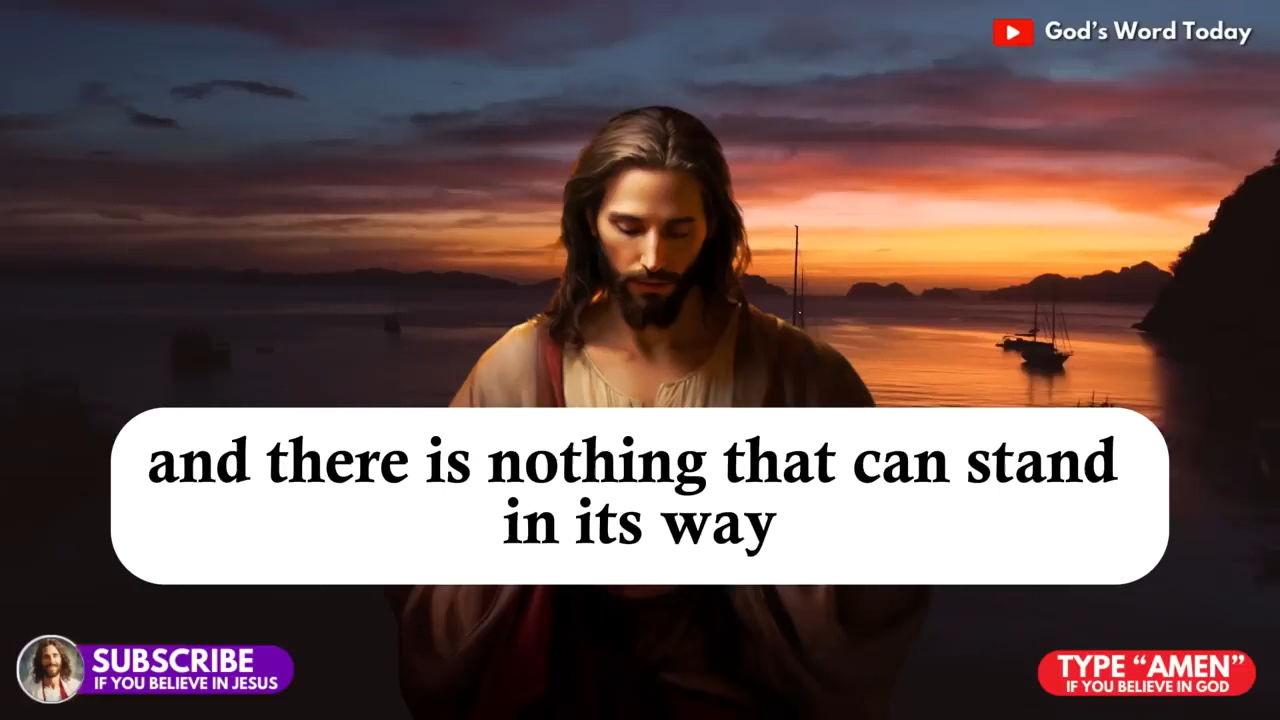 God's Word Today
and there is nothing that can stand
in its way
SUBSCRIBE
IF YOU BELIEVE IN JESUS
TYPE “AMEN”
IF YOU BELIEVE IN GOD